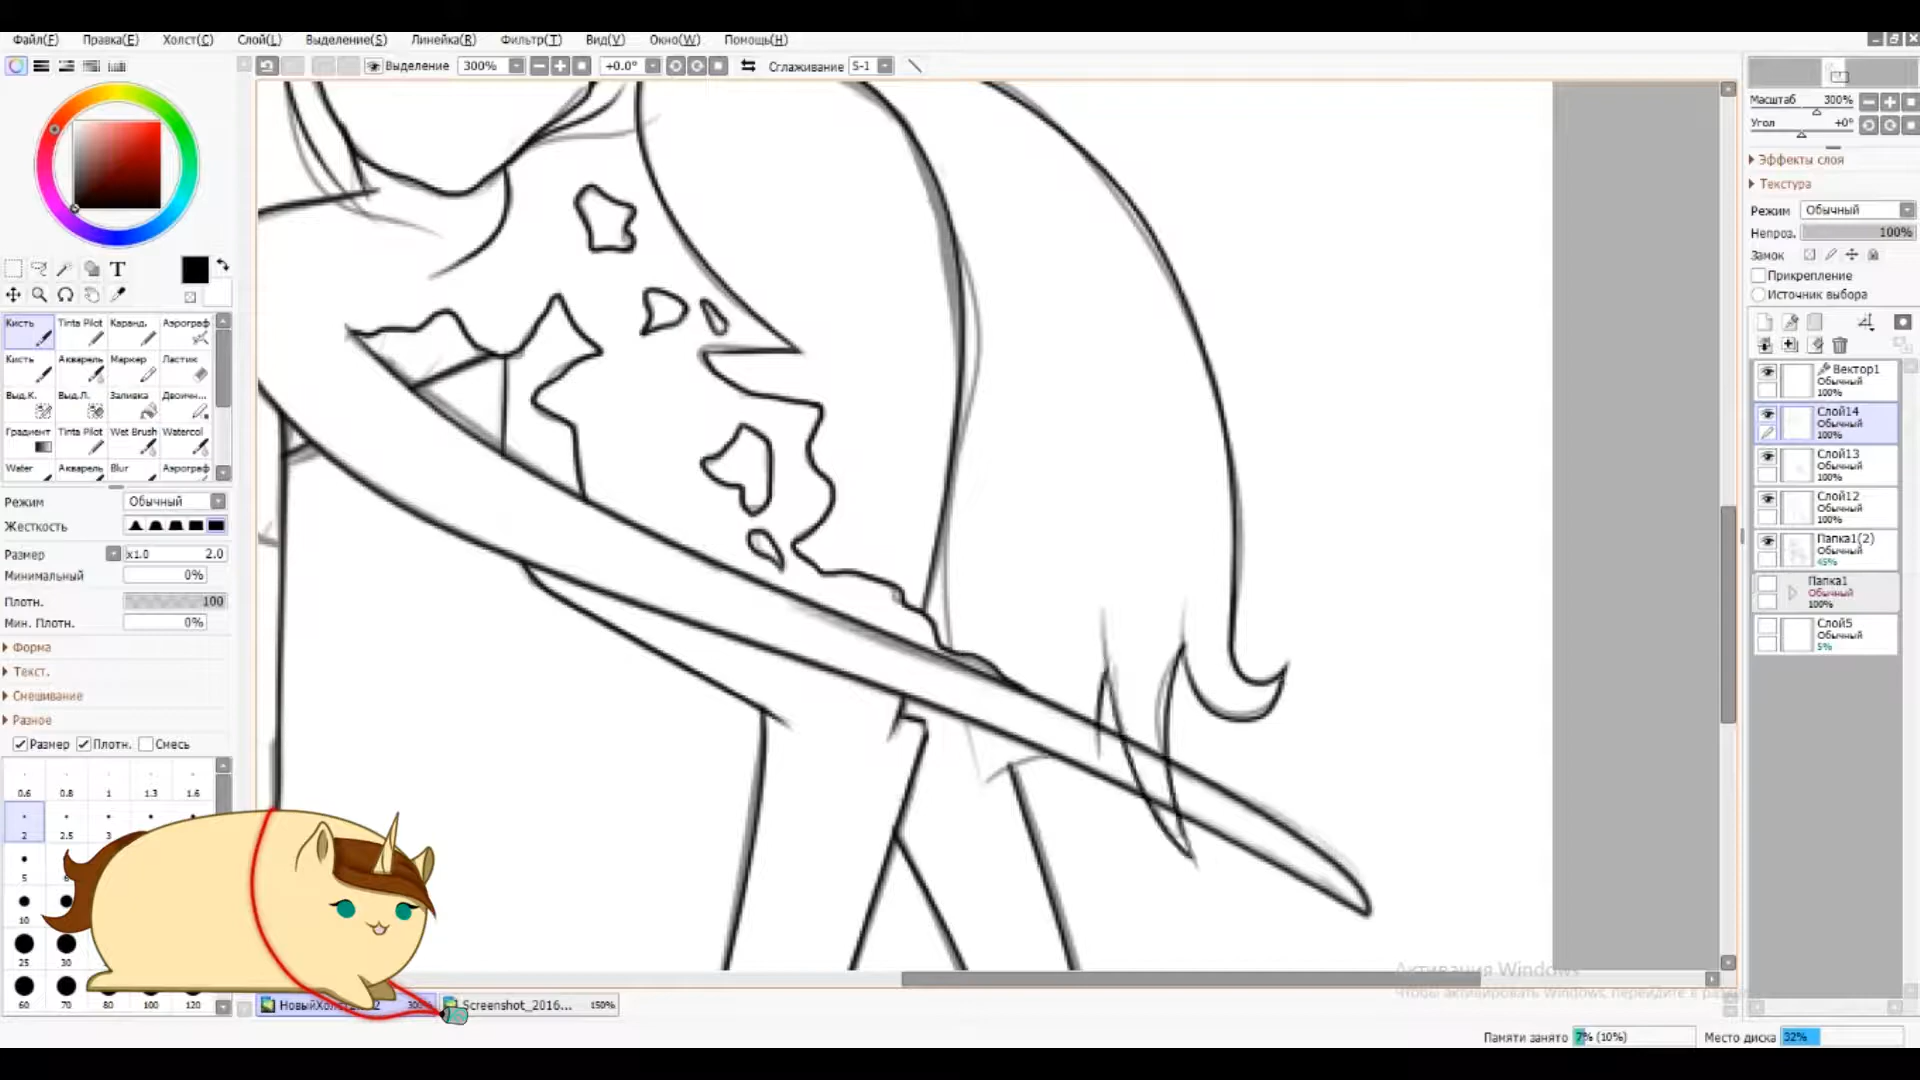 Файл(F) Правка(E) Холст(C) Слой(L) Выделение(S) Линейка(R) Фильтр(T) Вид(V) Окно(W) Помощь(H)
Выделение 300% +0.0° Сглаживание S-1
Масштаб 300%
Угол +0°
Эффекты слоя
Текстура
Режим Обычный
Непроз. 100%
Замок
Прикрепление
Источник выбора
T
Кисть Tinta Pilot Каранд. Аэрограф
Кисть Акварель Маркер Ластик
Выд.К. Выд.Л. Заливка Двоичн...
Градиент Tinta Pilot Wet Brush Watercol
Water Акварель Blur Аэрограф
Режим Обычный
Жесткость
Размер x1.0 2.0
Минимальный 0%
Плотн. 100
Мин. Плотн. 0%
Форма
Текст.
Смешивание
Разное
Размер Плотн. Смесь
0.6 0.8 1 1.3 1.6
2 2.5 3
5 6
10
25 30
60 70 80 100 120
Вектор1
Обычный
100%
Слой14
Обычный
100%
Слой13
Обычный
100%
Слой12
Обычный
100%
Папка1(2)
Обычный
45%
Папка1
Обычный
100%
Слой5
Обычный
5%
Активация Windows
Чтобы активировать Windows, перейдите в
300% Screenshot_2016... 150%
Памяти занято 7% (10%) Место диска 32%